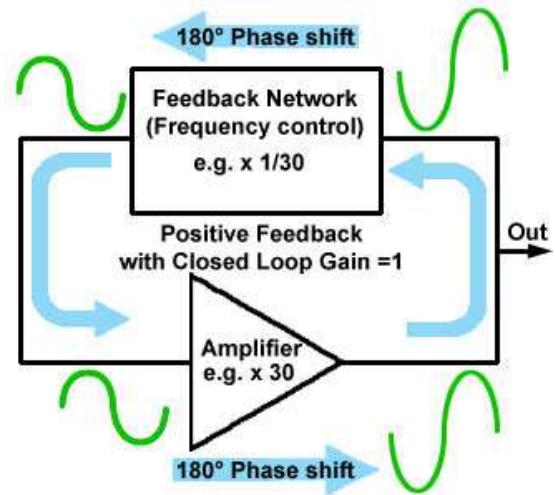 180° Phase shift
Feedback Network
(Frequency control)
e.g. x 1/30
Positive Feedback
with Closed Loop Gain =1
Out
Amplifier
e.g. x 30
180° Phase shift